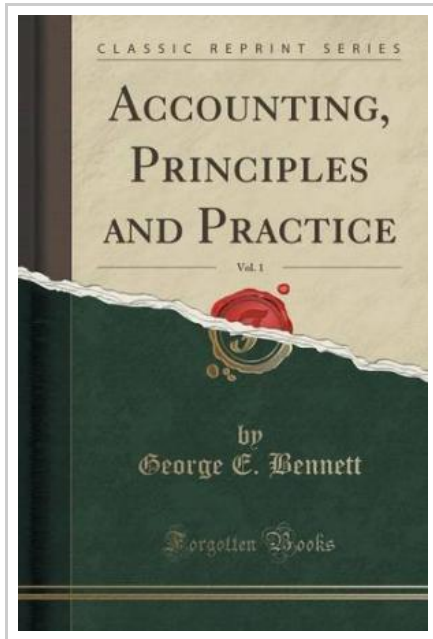 CLASSIC REPRINT SERIES
ACCOUNTING,
PRINCIPLES
AND PRACTICE
Vol. 1
F
by
George E. Bennett
Forgotten Books